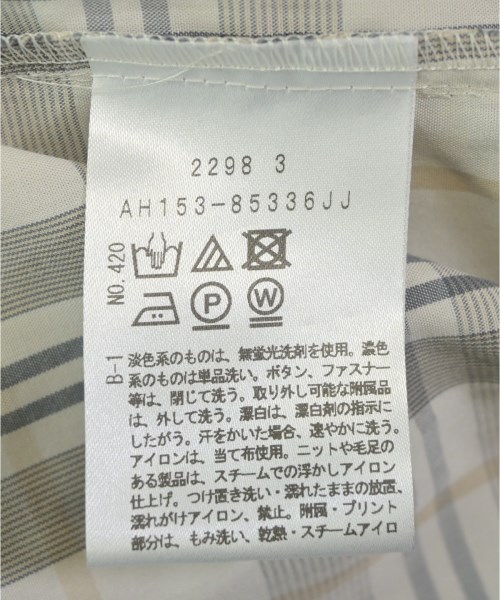 2298 3
AH153-85336JJ
NO.420
P
W
B-1
淡色系のものは、無蛍光洗剤を使用。濃色
系のものは単品洗い。ボタン、ファスナー
等は、閉じて洗う。取り外し可能な附属品
は、外して洗う。漂白は、漂白剤の指示に
したがう。汗をかいた場合、速やかに洗う。
アイロンは、当て布使用。ニットや毛足の
ある製品は、スチームでの浮かしアイロン
仕上げ。つけ置き洗い・濡れたままの放置、
濡れがけアイロン、禁止。附属・プリント
部分は、もみ洗い、乾熱・スチームアイロ